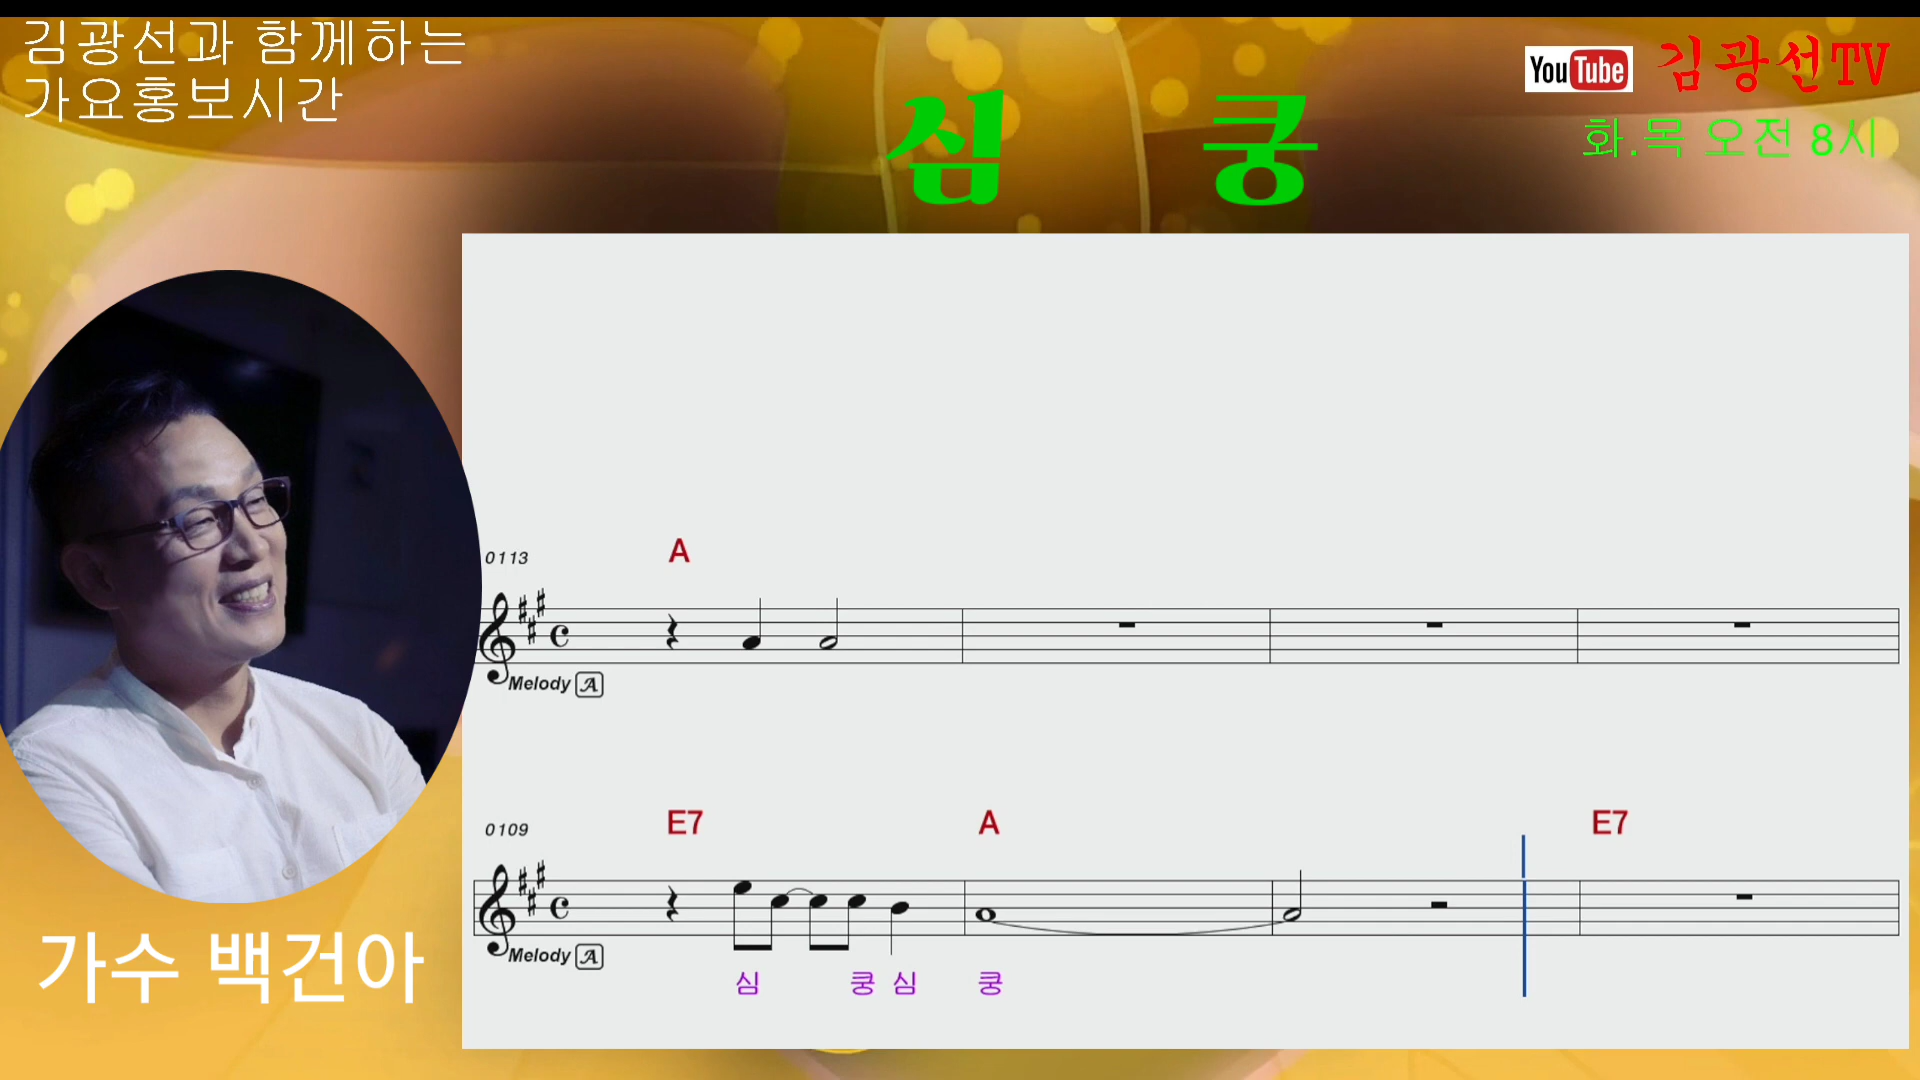 김광선과 함께하는
가요홍보시간
심 쿵
YouTube 김광선TV
화.목 오전 8시
0113
A
Melody A
0109
E7 A E7
Melody A
심 쿵 심 쿵
가수 백건아